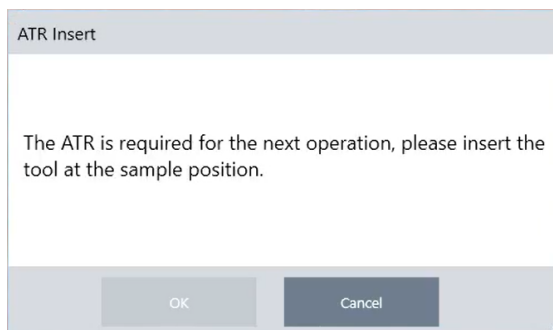 ATR Insert
The ATR is required for the next operation, please insert the
tool at the sample position.
OK
Cancel